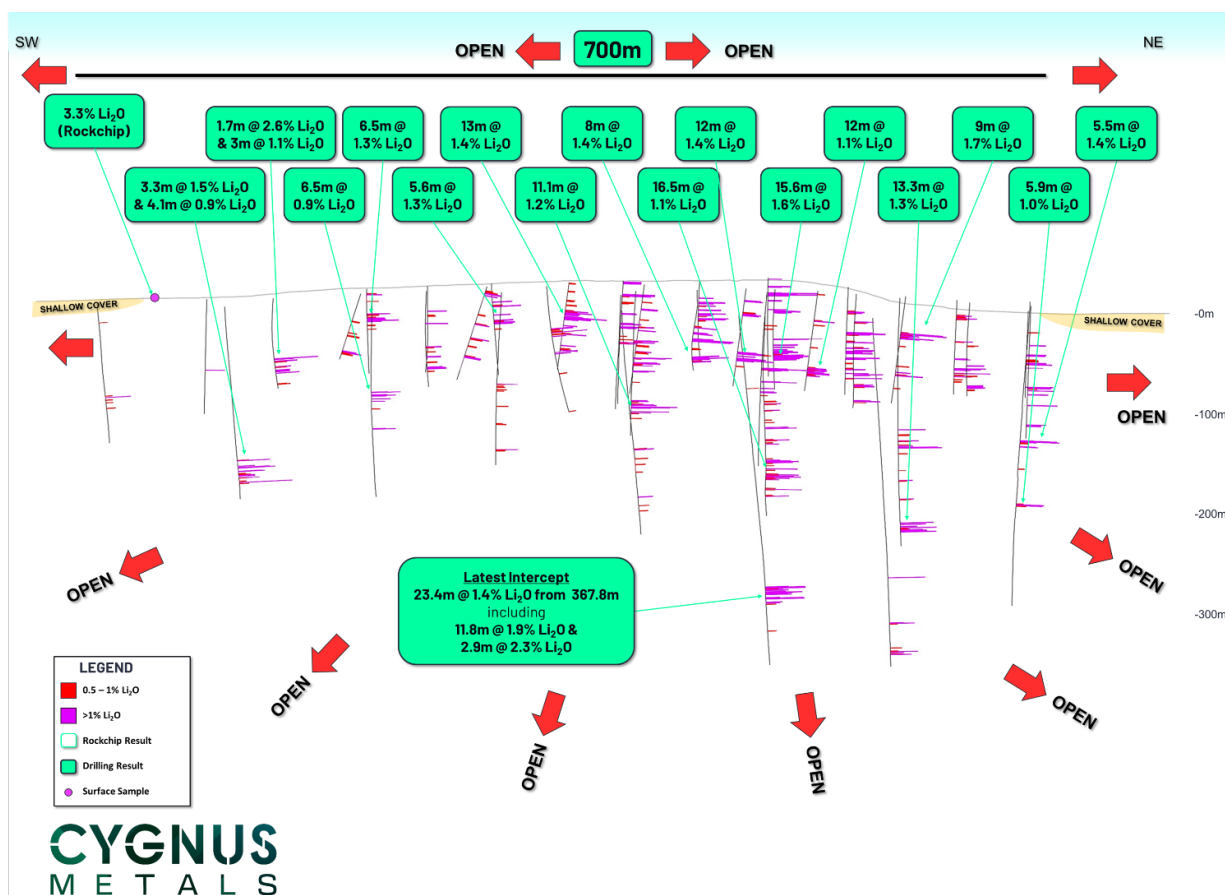 SW
OPEN
700m
OPEN
NE
3.3% Li₂O
(Rockchip)
1.7m @ 2.6% Li₂O
& 3m @ 1.1% Li₂O
6.5m @
1.3% Li₂O
13m @
1.4% Li₂O
8m @
1.4% Li₂O
12m @
1.4% Li₂O
12m @
1.1% Li₂O
9m @
1.7% Li₂O
5.5m @
1.4% Li₂O
3.3m @ 1.5% Li₂O
& 4.1m @ 0.9% Li₂O
6.5m @
0.9% Li₂O
5.6m @
1.3% Li₂O
11.1m @
1.2% Li₂O
16.5m @
1.1% Li₂O
15.6m @
1.6% Li₂O
13.3m @
1.3% Li₂O
5.9m @
1.0% Li₂O
SHALLOW COVER
-0m
SHALLOW COVER
OPEN
-100m
-200m
OPEN
OPEN
Latest Intercept
23.4m @ 1.4% Li₂O from 367.8m
including
11.8m @ 1.9% Li₂O &
2.9m @ 2.3% Li₂O
-300m
OPEN
OPEN
OPEN
OPEN
LEGEND
0.5 – 1% Li₂O
>1% Li₂O
Rockchip Result
Drilling Result
Surface Sample
CYGNUS
METALS